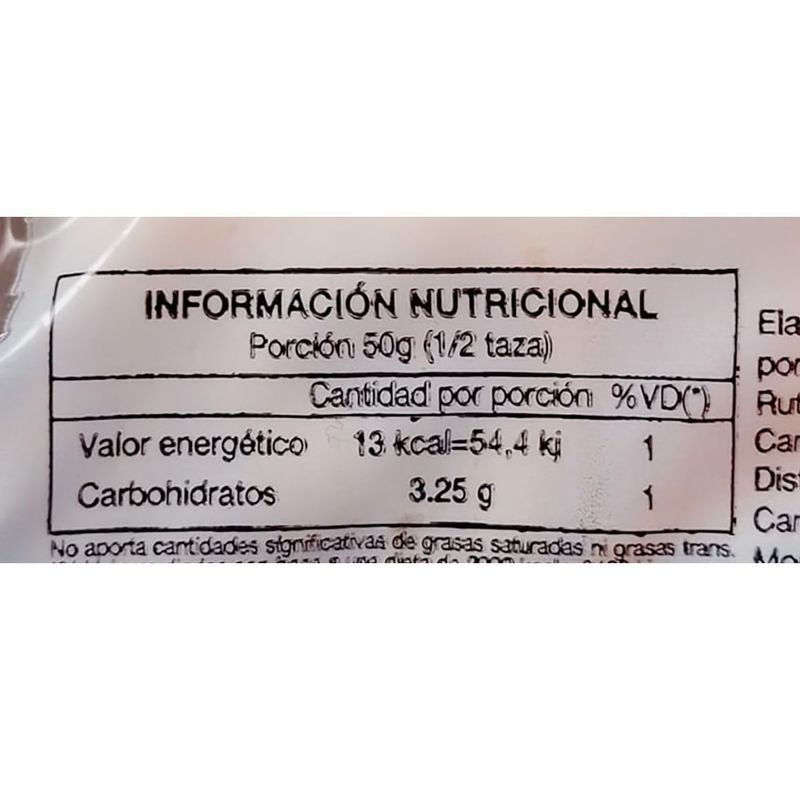 INFORMACIÓN NUTRICIONAL
Porción 50g (1/2 taza)
Cantidad por porción %VD(*)
Valor energético 13 kcal=54,4 kj 1
Carbohidratos 3.25 g 1
No aporta cantidades significativas de grasas saturadas ni grasas trans.
Ela
por
Rut
Car
Dis
Car